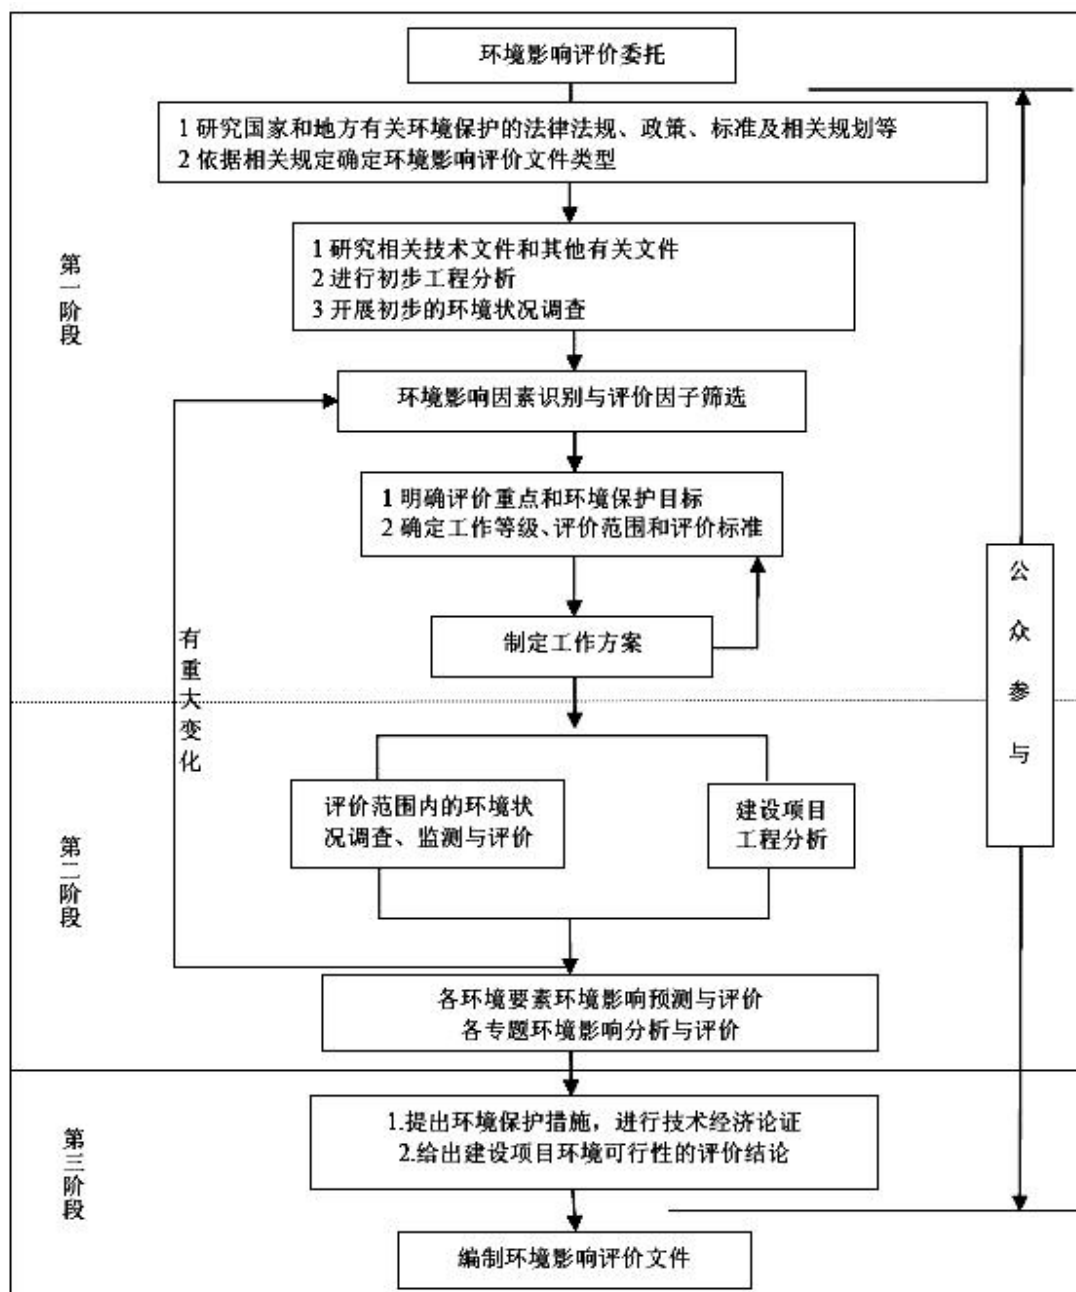 环境影响评价委托
1 研究国家和地方有关环境保护的法律法规、政策、标准及相关规划等
2 依据相关规定确定环境影响评价文件类型
第一阶段
1 研究相关技术文件和其他有关文件
2 进行初步工程分析
3 开展初步的环境状况调查
环境影响因素识别与评价因子筛选
1 明确评价重点和环境保护目标
2 确定工作等级、评价范围和评价标准
公众参与
制定工作方案
有重大变化
第二阶段
评价范围内的环境状
况调查、监测与评价
建设项目
工程分析
各环境要素环境影响预测与评价
各专题环境影响分析与评价
第三阶段
1.提出环境保护措施，进行技术经济论证
2.给出建设项目环境可行性的评价结论
编制环境影响评价文件